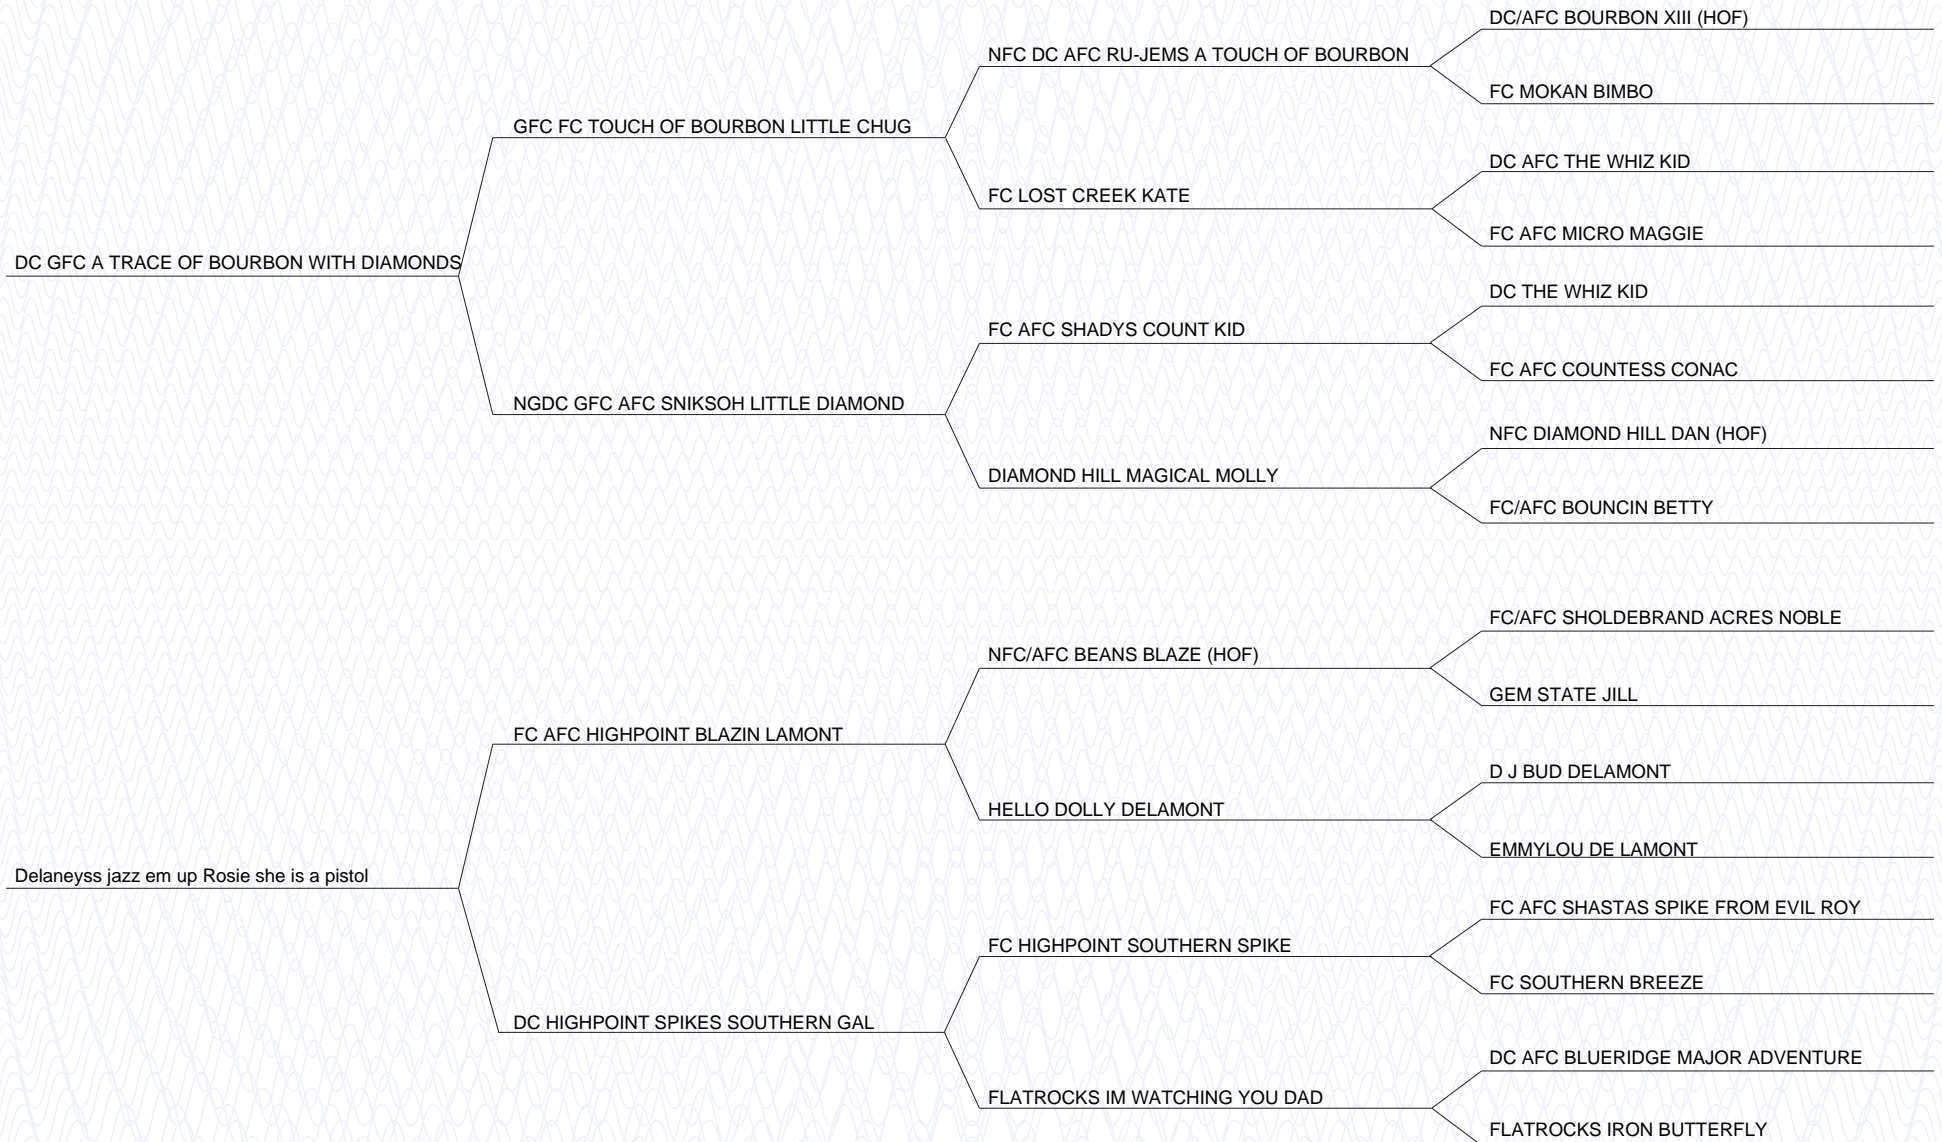 DC/AFC BOURBON XIII (HOF)
NFC DC AFC RU-JEMS A TOUCH OF BOURBON
FC MOKAN BIMBO
GFC FC TOUCH OF BOURBON LITTLE CHUG
DC AFC THE WHIZ KID
FC LOST CREEK KATE
FC AFC MICRO MAGGIE
DC GFC A TRACE OF BOURBON WITH DIAMONDS
DC THE WHIZ KID
FC AFC SHADYS COUNT KID
FC AFC COUNTESS CONAC
NGDC GFC AFC SNIKSOH LITTLE DIAMOND
NFC DIAMOND HILL DAN (HOF)
DIAMOND HILL MAGICAL MOLLY
FC/AFC BOUNCIN BETTY
FC/AFC SHOLDEBRAND ACRES NOBLE
NFC/AFC BEANS BLAZE (HOF)
GEM STATE JILL
FC AFC HIGHPOINT BLAZIN LAMONT
D J BUD DELAMONT
HELLO DOLLY DELAMONT
EMMYLOU DE LAMONT
Delaneyss jazz em up Rosie she is a pistol
FC AFC SHASTAS SPIKE FROM EVIL ROY
FC HIGHPOINT SOUTHERN SPIKE
FC SOUTHERN BREEZE
DC HIGHPOINT SPIKES SOUTHERN GAL
DC AFC BLUERIDGE MAJOR ADVENTURE
FLATROCKS IM WATCHING YOU DAD
FLATROCKS IRON BUTTERFLY